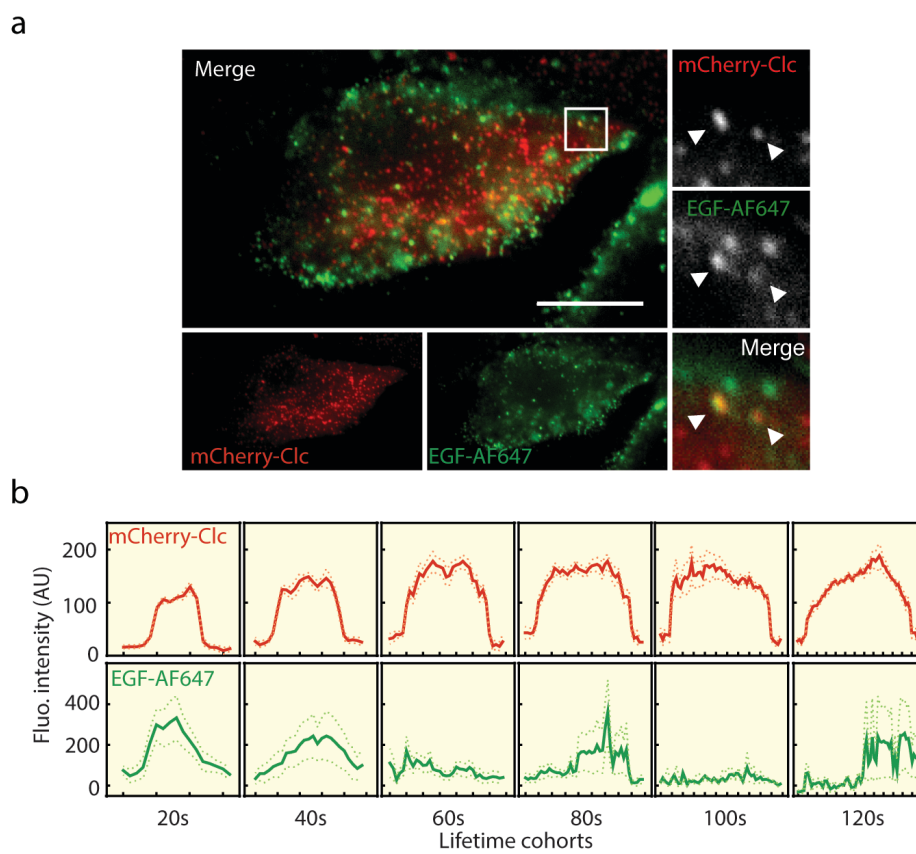 a
Merge
mCherry-Clc
EGF-AF647
Merge
mCherry-Clc
EGF-AF647
b
mCherry-Clc
200
100
0
EGF-AF647
400
200
0
Fluo. intensity (AU)
20s
40s
60s
80s
100s
120s
Lifetime cohorts